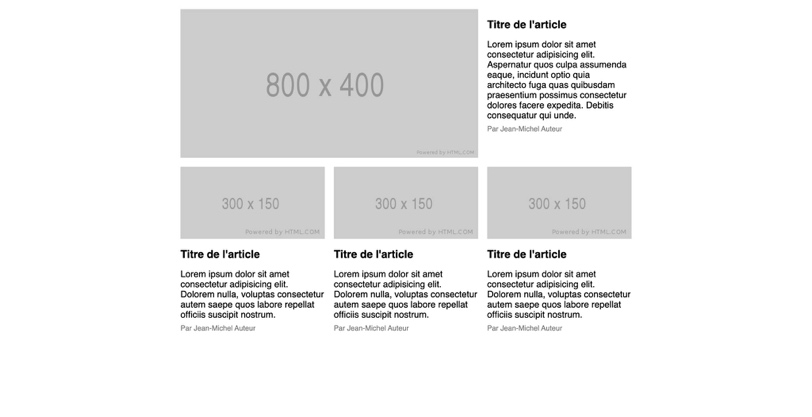 800 x 400
Powered by HTML.COM
Titre de l'article
Lorem ipsum dolor sit amet
consectetur adipisicing elit.
Aspernatur quos culpa assumenda
eaque, incidunt optio quia
architecto fuga quas quibusdam
praesentium possimus consectetur
dolores facere expedita. Debitis
consequatur qui unde.
Par Jean-Michel Auteur
300 x 150
Powered by HTML.COM
Titre de l'article
Lorem ipsum dolor sit amet
consectetur adipisicing elit.
Dolorem nulla, voluptas consectetur
autem saepe quos labore repellat
officiis suscipit nostrum.
Par Jean-Michel Auteur
300 x 150
Powered by HTML.COM
Titre de l'article
Lorem ipsum dolor sit amet
consectetur adipisicing elit.
Dolorem nulla, voluptas consectetur
autem saepe quos labore repellat
officiis suscipit nostrum.
Par Jean-Michel Auteur
300 x 150
Powered by HTML.COM
Titre de l'article
Lorem ipsum dolor sit amet
consectetur adipisicing elit.
Dolorem nulla, voluptas consectetur
autem saepe quos labore repellat
officiis suscipit nostrum.
Par Jean-Michel Auteur